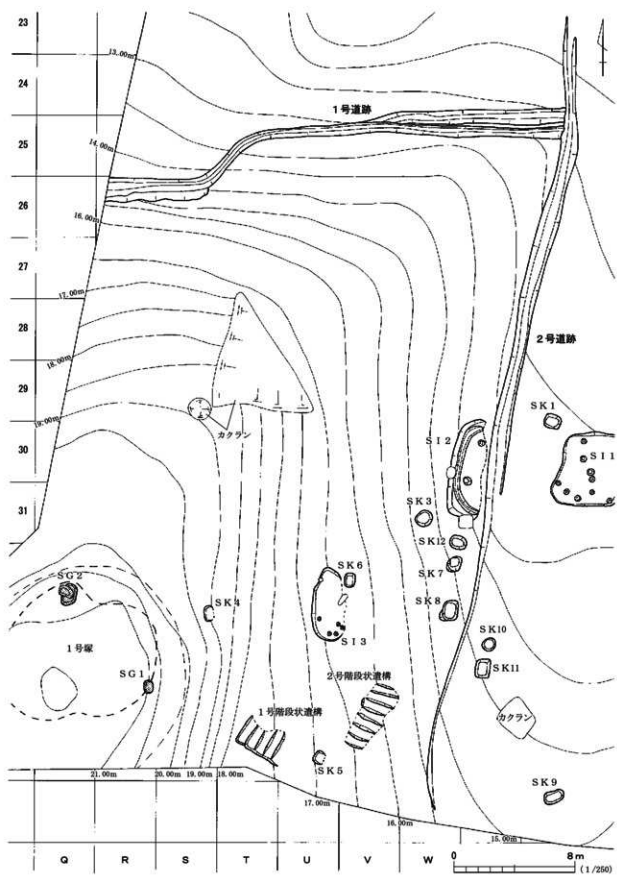 23
13.00m
24
1号道跡
25
14.00m
26
16.00m
27
17.00m
28
2号道跡
18.00m
29
SK1
19.00m
カクラン
SI2
SI1
30
SK3
31
SK12
SK6
SK7
SG2
SK4
SK8
SI3
1号塚
SK10
2号階段状遺構
SK11
SG1
1号階段状遺構
カクラン
SK5
SK9
21.00m
20.00m
19.00m
18.00m
17.00m
16.00m
15.00m
Q
R
S
T
U
V
W
0
8m
(1/250)